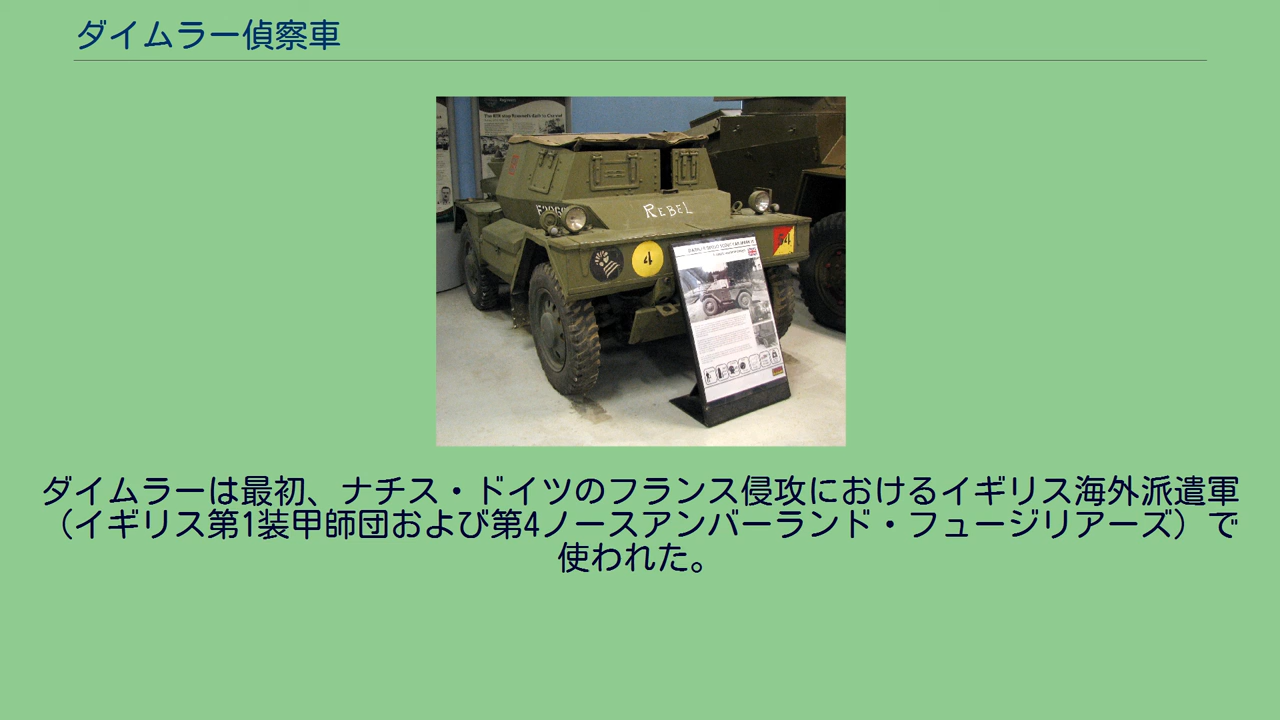 ダイムラー偵察車
REBEL
4
54
ダイムラーは最初、ナチス・ドイツのフランス侵攻におけるイギリス海外派遣軍
（イギリス第1装甲師団および第4ノースアンバーランド・フュージリアーズ）で
使われた。